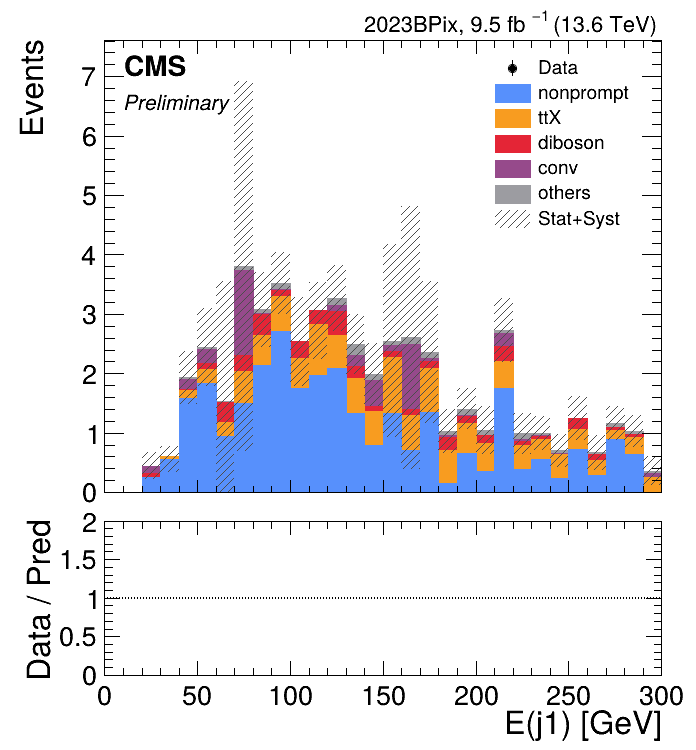 2023BPix, 9.5 fb⁻¹ (13.6 TeV)
CMS
Preliminary
Data
nonprompt
ttX
diboson
conv
others
Stat+Syst
Events
7
6
5
4
3
2
1
0
Data / Pred
2
1.5
1
0.5
0
0 50 100 150 200 250 300
E(j1) [GeV]